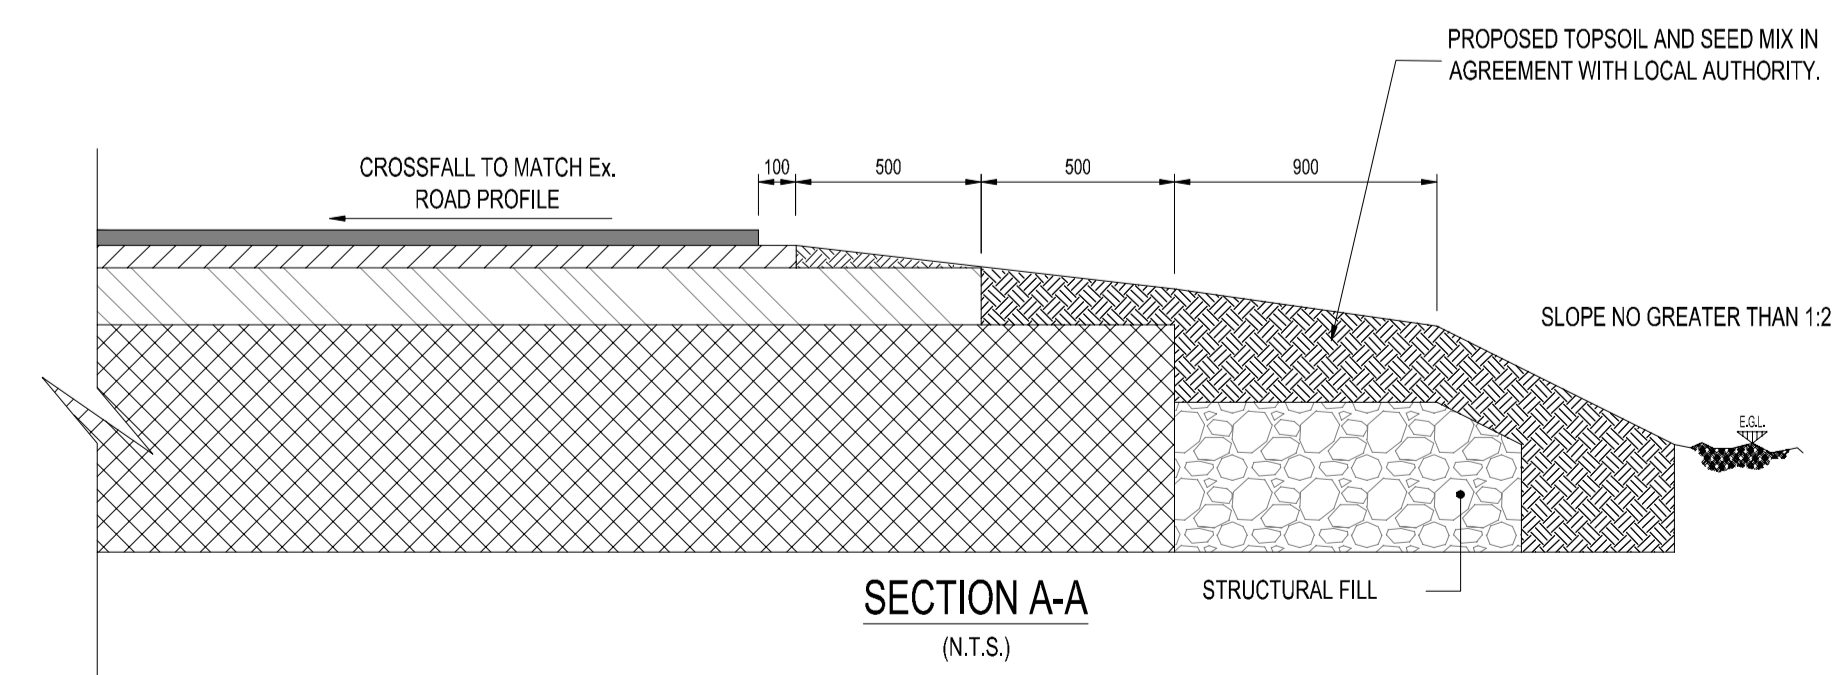 PROPOSED TOPSOIL AND SEED MIX IN
AGREEMENT WITH LOCAL AUTHORITY.
CROSSFALL TO MATCH Ex.
ROAD PROFILE
100
500
500
900
SLOPE NO GREATER THAN 1:2
E.G.L.
STRUCTURAL FILL
SECTION A-A
(N.T.S.)